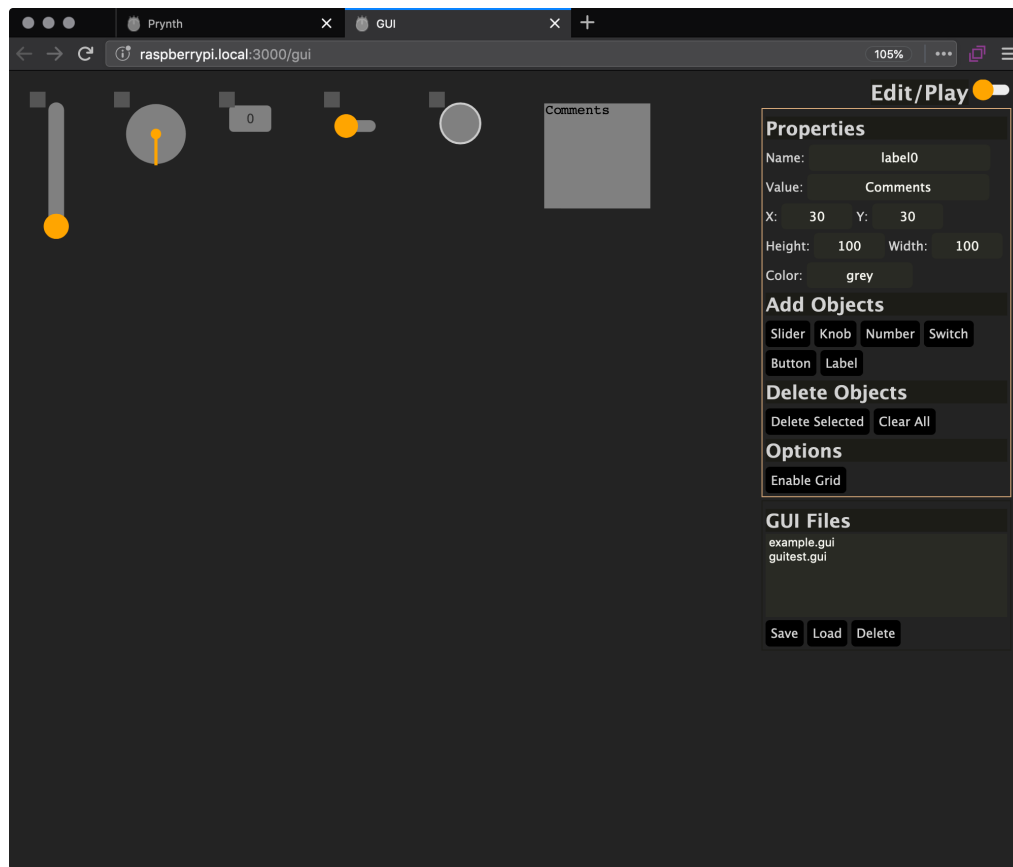 Prynth
GUI
raspberrypi.local:3000/gui
105%
Edit/Play
0
Comments
Properties
Name: label0
Value: Comments
X: 30 Y: 30
Height: 100 Width: 100
Color: grey
Add Objects
Slider Knob Number Switch
Button Label
Delete Objects
Delete Selected Clear All
Options
Enable Grid
GUI Files
example.gui
guitest.gui
Save Load Delete